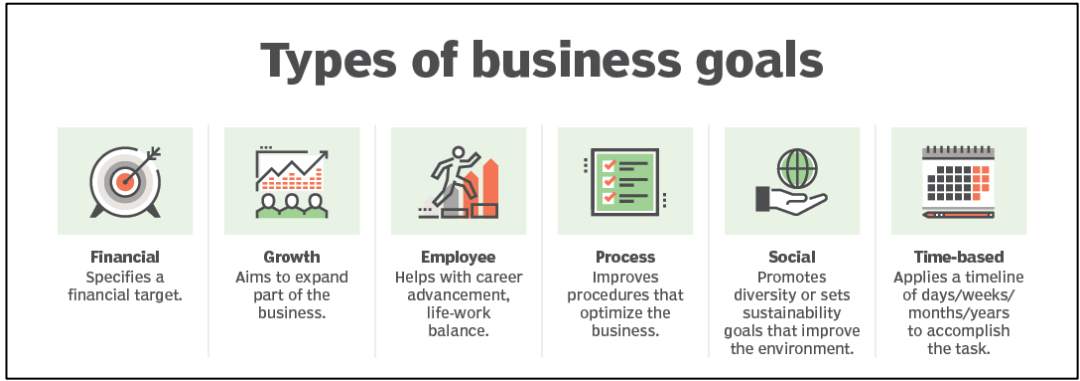 Types of business goals
Financial
Specifies a
financial target.
Growth
Aims to expand
part of the
business.
Employee
Helps with career
advancement,
life-work
balance.
Process
Improves
procedures that
optimize the
business.
Social
Promotes
diversity or sets
sustainability
goals that improve
the environment.
Time-based
Applies a timeline
of days/weeks/
months/years
to accomplish
the task.